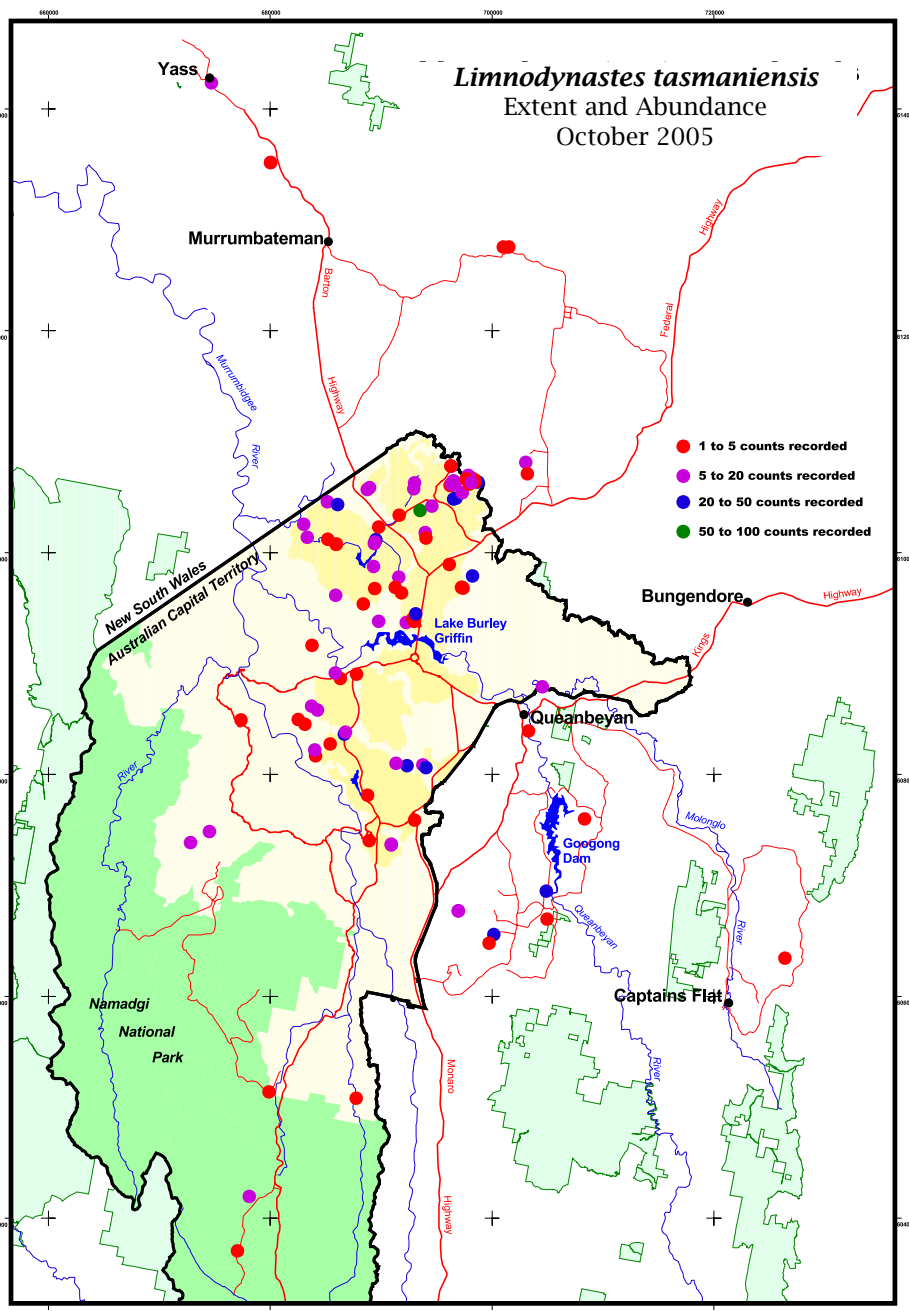 660000
680000
700000
720000
Limnodynastes tasmaniensis
Extent and Abundance
October 2005
Yass
Murrumbateman
Barton
Highway
Highway
Federal
Murrumbidgee
River
1 to 5 counts recorded
5 to 20 counts recorded
20 to 50 counts recorded
50 to 100 counts recorded
New South Wales
Australian Capital Territory
Bungendore
Highway
Kings
Lake Burley
Griffin
Queanbeyan
River
Molonglo
Googong
Dam
Queanbeyan
River
Captains Flat
Namadgi
National
Park
Monaro
River
Highway